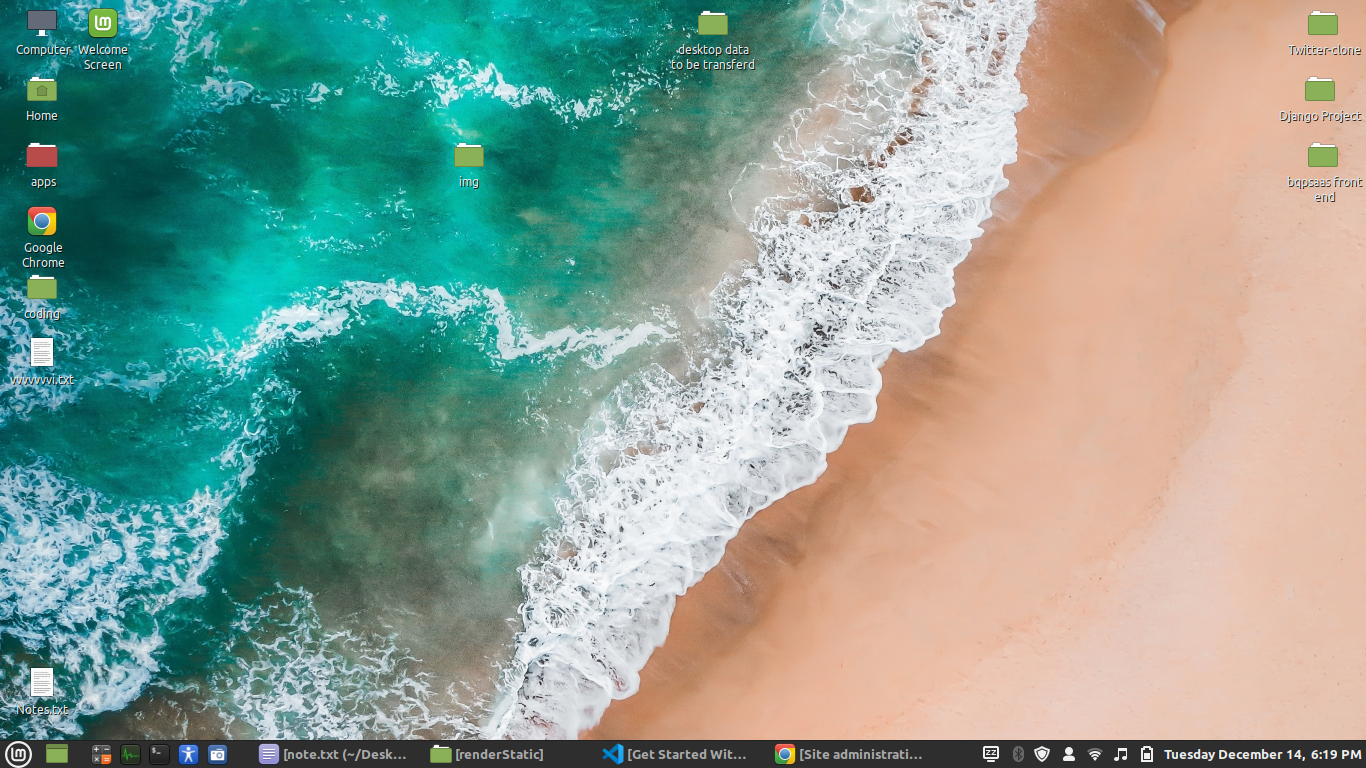 Computer
Welcome
Screen
desktop data
to be transferd
Twitter-clone
Home
Django Project
apps
img
bqpsaas front
end
Google
Chrome
coding
vvvvvvvi.txt
Notes.txt
[note.txt (~/Desk...
[renderStatic]
[Get Started Wit...
[Site administrati...
Tuesday December 14, 6:19 PM